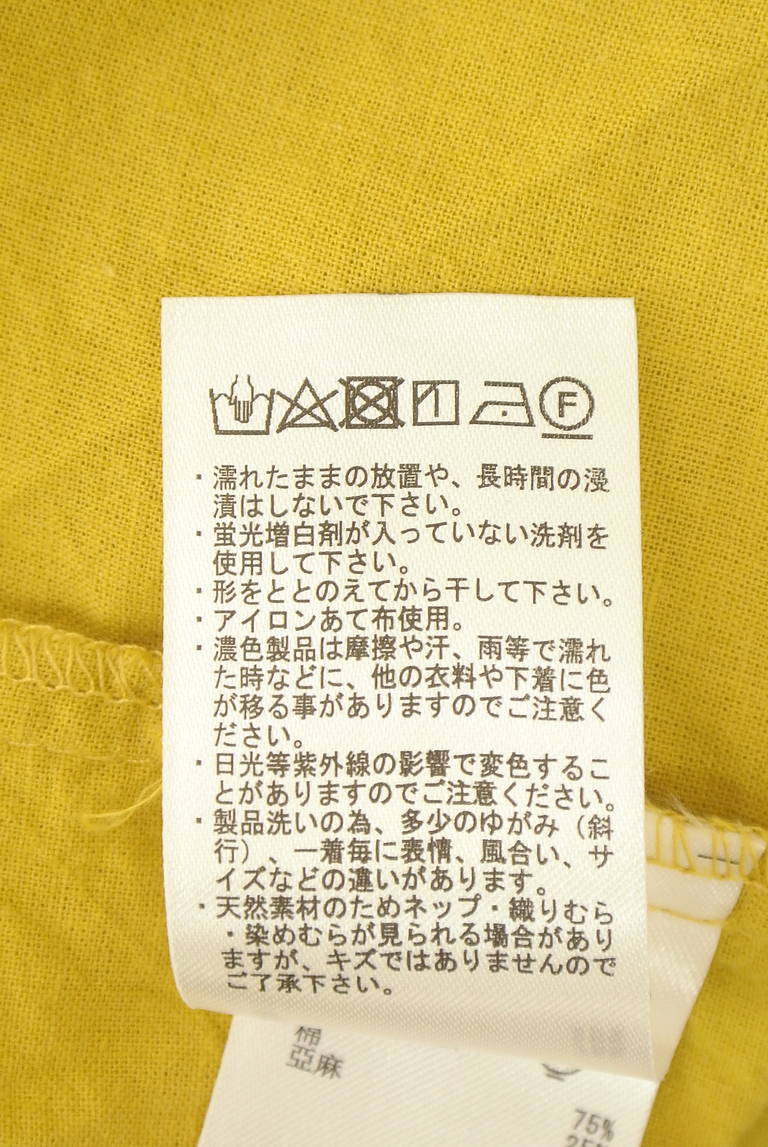 F
・濡れたままの放置や、長時間の浸
漬はしないで下さい。
・蛍光増白剤が入っていない洗剤を
使用して下さい。
・形をととのえてから干して下さい。
・アイロンあて布使用。
・濃色製品は摩擦や汗、雨等で濡れ
た時などに、他の衣料や下着に色
が移る事がありますのでご注意く
ださい。
・日光等紫外線の影響で変色するこ
とがありますのでご注意ください。
・製品洗いの為、多少のゆがみ（斜
行）、一着毎に表情、風合い、サ
イズなどの違いがあります。
・天然素材のためネップ・織りむら
・染めむらが見られる場合があり
ますが、キズではありませんので
ご了承下さい。
棉
亞麻
75%